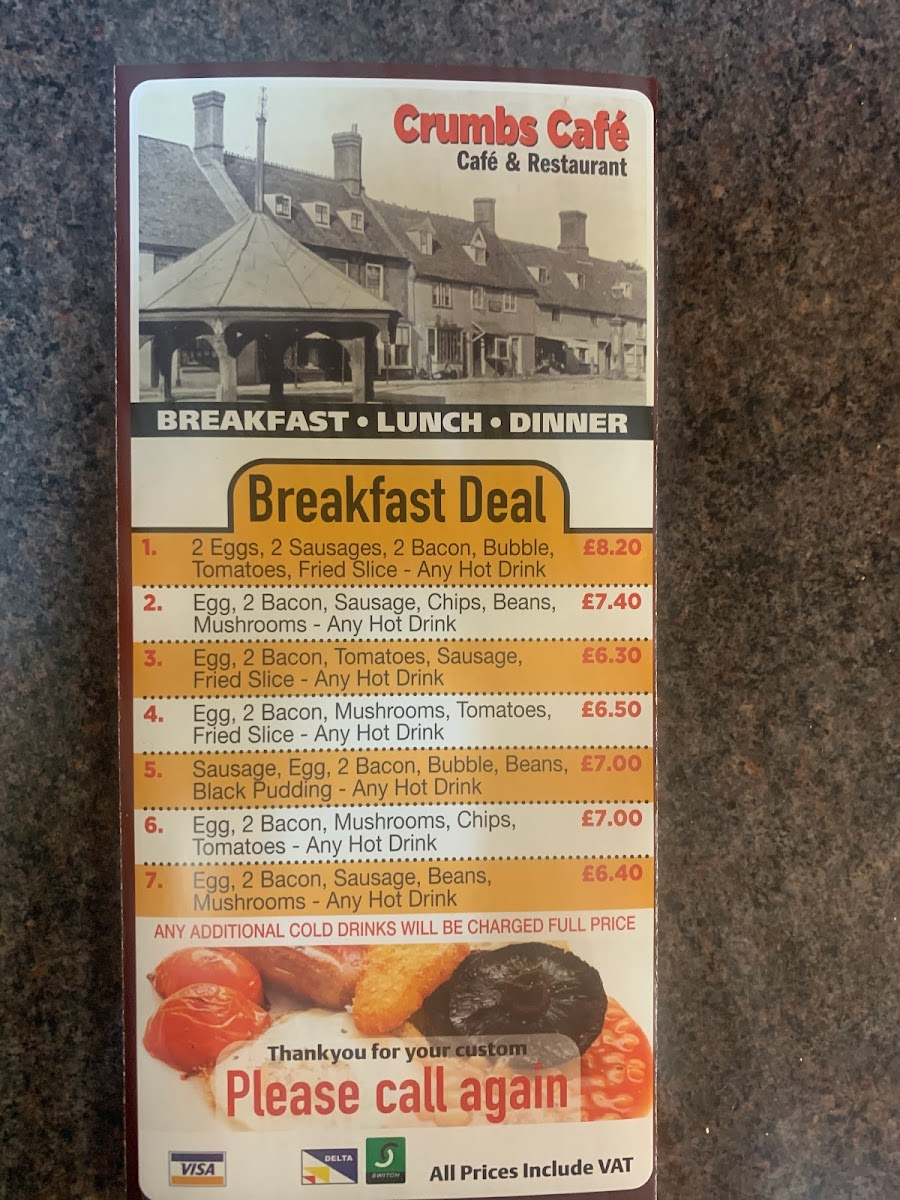 Crumbs Café
Café & Restaurant
BREAKFAST • LUNCH • DINNER
Breakfast Deal
1. 2 Eggs, 2 Sausages, 2 Bacon, Bubble, £8.20
Tomatoes, Fried Slice - Any Hot Drink
2. Egg, 2 Bacon, Sausage, Chips, Beans, £7.40
Mushrooms - Any Hot Drink
3. Egg, 2 Bacon, Tomatoes, Sausage, £6.30
Fried Slice - Any Hot Drink
4. Egg, 2 Bacon, Mushrooms, Tomatoes, £6.50
Fried Slice - Any Hot Drink
5. Sausage, Egg, 2 Bacon, Bubble, Beans, £7.00
Black Pudding - Any Hot Drink
6. Egg, 2 Bacon, Mushrooms, Chips, £7.00
Tomatoes - Any Hot Drink
7. Egg, 2 Bacon, Sausage, Beans, £6.40
Mushrooms - Any Hot Drink
ANY ADDITIONAL COLD DRINKS WILL BE CHARGED FULL PRICE
Thankyou for your custom
Please call again
VISA DELTA SWITCH All Prices Include VAT